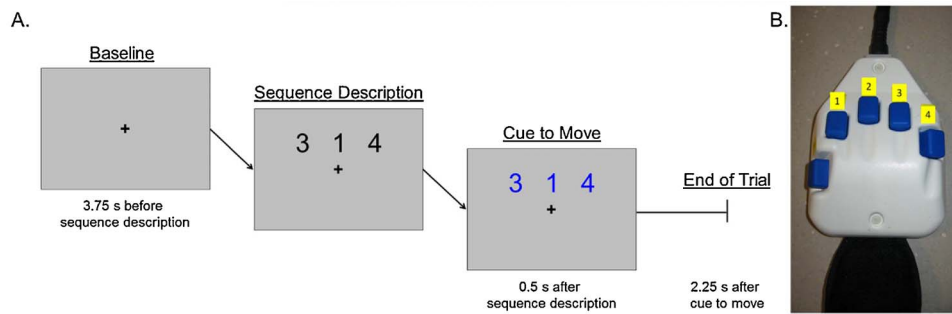 A.
Baseline
+
3.75 s before
sequence description
Sequence Description
3 1 4
+
Cue to Move
3 1 4
+
0.5 s after
sequence description
End of Trial
2.25 s after
cue to move
B.
1
2
3
4